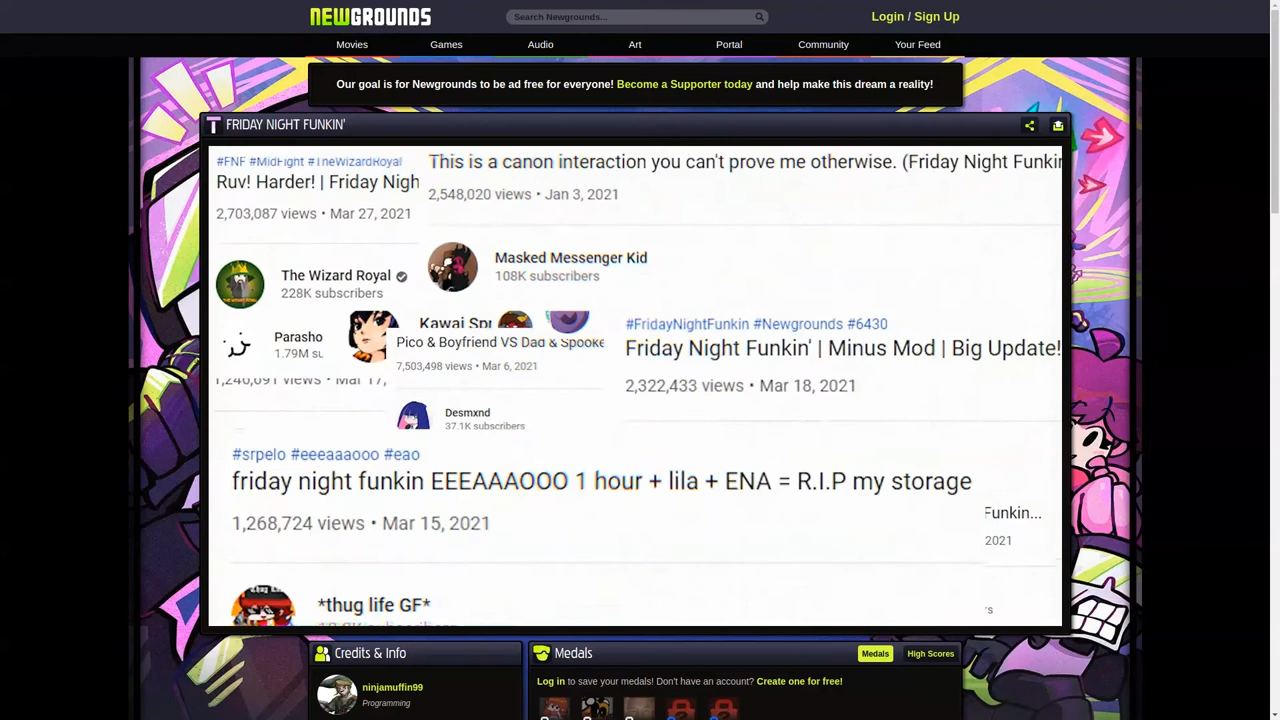 NEWGROUNDS
Search Newgrounds...
Login / Sign Up
Movies
Games
Audio
Art
Portal
Community
Your Feed
Our goal is for Newgrounds to be ad free for everyone! Become a Supporter today and help make this dream a reality!
FRIDAY NIGHT FUNKIN'
#FNF #MidFight #TheWizardRoyal
Ruv! Harder! | Friday Nigh
2,703,087 views • Mar 27, 2021
The Wizard Royal
228K subscribers
This is a canon interaction you can't prove me otherwise. (Friday Night Funkin
2,548,020 views • Jan 3, 2021
Masked Messenger Kid
108K subscribers
Parasho
1.79M su
Kawai Spr
Pico & Boyfriend VS Dad & Spooke
7,503,498 views • Mar 6, 2021
Desmxnd
37.1K subscribers
#FridayNightFunkin #Newgrounds #6430
Friday Night Funkin' | Minus Mod | Big Update!
2,322,433 views • Mar 18, 2021
#srpelo #eeeaaaooo #eao
friday night funkin EEEAAAOOO 1 hour + lila + ENA = R.I.P my storage
1,268,724 views • Mar 15, 2021
Funkin...
2021
*thug life GF*
Credits & Info
ninjamuffin99
Programming
Medals
Medals
High Scores
Log in to save your medals! Don't have an account? Create one for free!